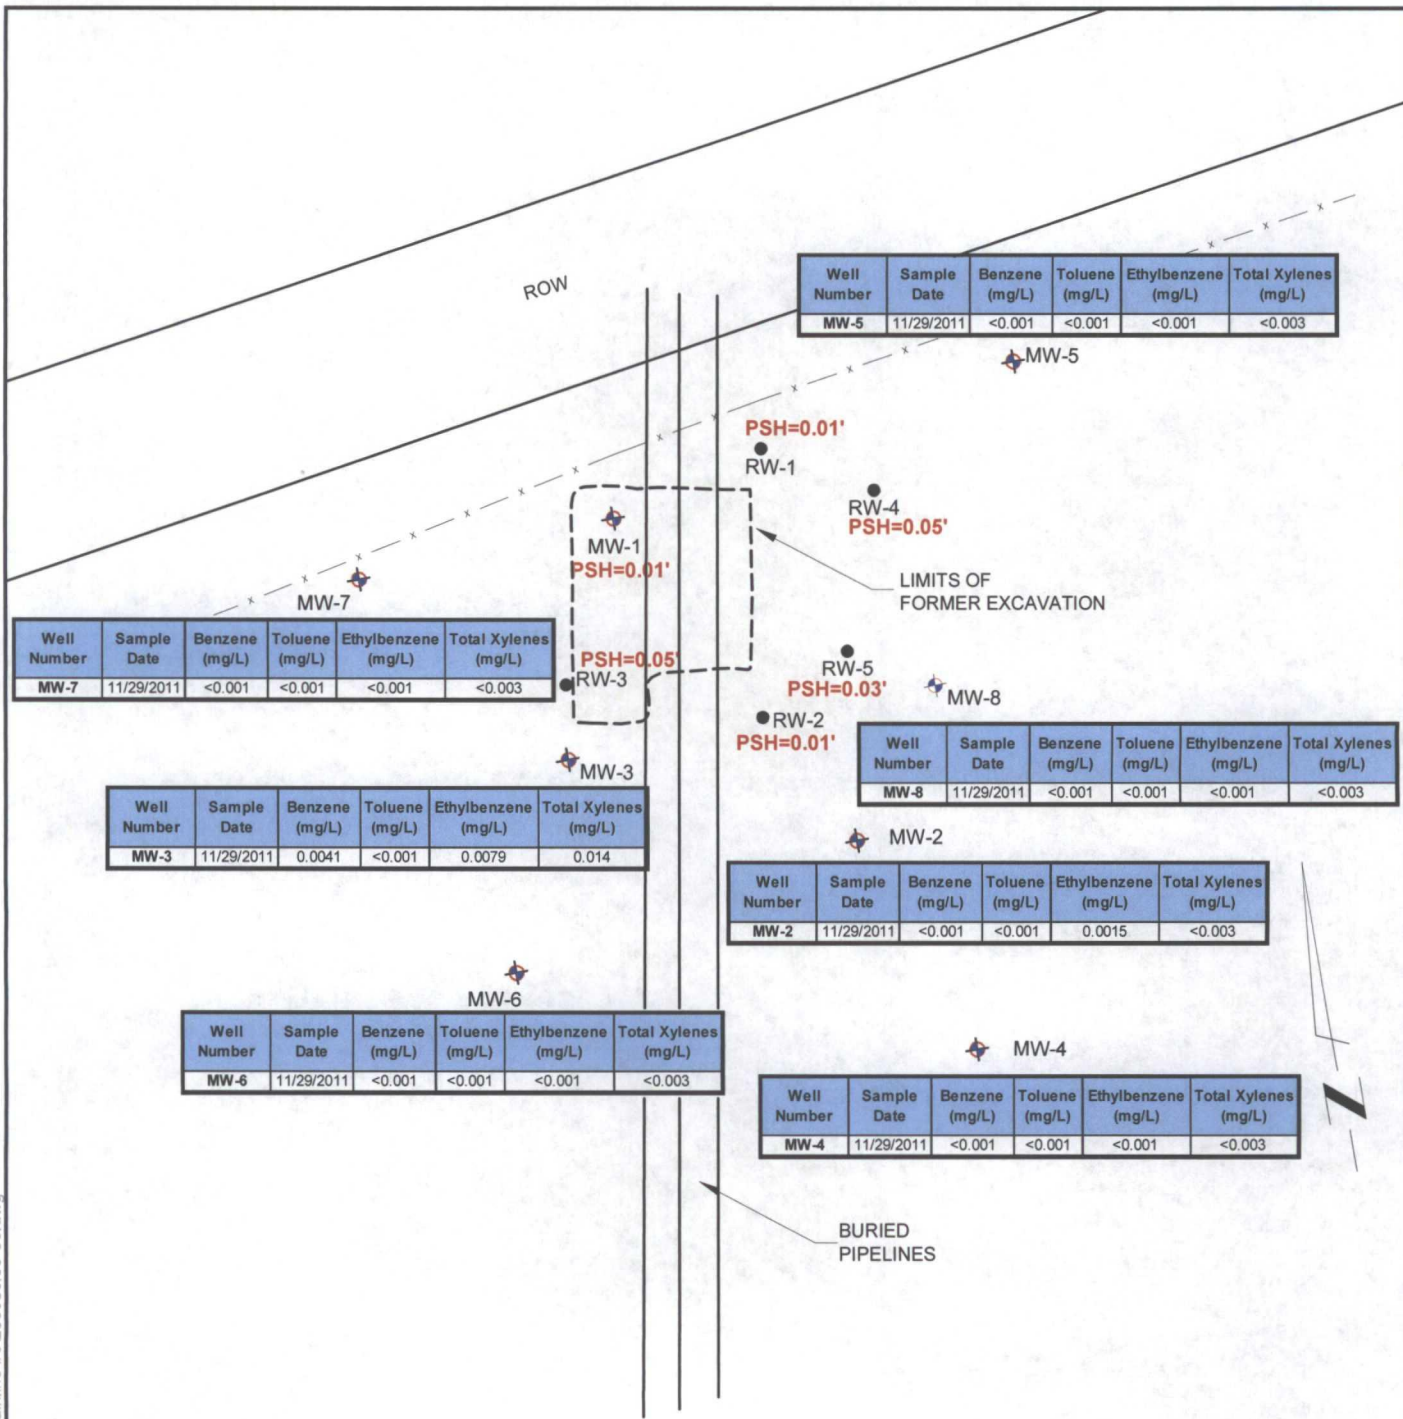 ROW
Well Number Sample Date Benzene (mg/L) Toluene (mg/L) Ethylbenzene (mg/L) Total Xylenes (mg/L)
MW-5 11/29/2011 <0.001 <0.001 <0.001 <0.003
MW-5
PSH=0.01'
RW-1
RW-4
PSH=0.05'
MW-1
PSH=0.01'
LIMITS OF
FORMER EXCAVATION
MW-7
Well Number Sample Date Benzene (mg/L) Toluene (mg/L) Ethylbenzene (mg/L) Total Xylenes (mg/L)
MW-7 11/29/2011 <0.001 <0.001 <0.001 <0.003
PSH=0.05'
RW-3
RW-5
PSH=0.03'
MW-8
RW-2
PSH=0.01'
Well Number Sample Date Benzene (mg/L) Toluene (mg/L) Ethylbenzene (mg/L) Total Xylenes (mg/L)
MW-8 11/29/2011 <0.001 <0.001 <0.001 <0.003
MW-3
Well Number Sample Date Benzene (mg/L) Toluene (mg/L) Ethylbenzene (mg/L) Total Xylenes (mg/L)
MW-3 11/29/2011 0.0041 <0.001 0.0079 0.014
MW-2
Well Number Sample Date Benzene (mg/L) Toluene (mg/L) Ethylbenzene (mg/L) Total Xylenes (mg/L)
MW-2 11/29/2011 <0.001 <0.001 0.0015 <0.003
MW-6
Well Number Sample Date Benzene (mg/L) Toluene (mg/L) Ethylbenzene (mg/L) Total Xylenes (mg/L)
MW-6 11/29/2011 <0.001 <0.001 <0.001 <0.003
MW-4
Well Number Sample Date Benzene (mg/L) Toluene (mg/L) Ethylbenzene (mg/L) Total Xylenes (mg/L)
MW-4 11/29/2011 <0.001 <0.001 <0.001 <0.003
BURIED
PIPELINES